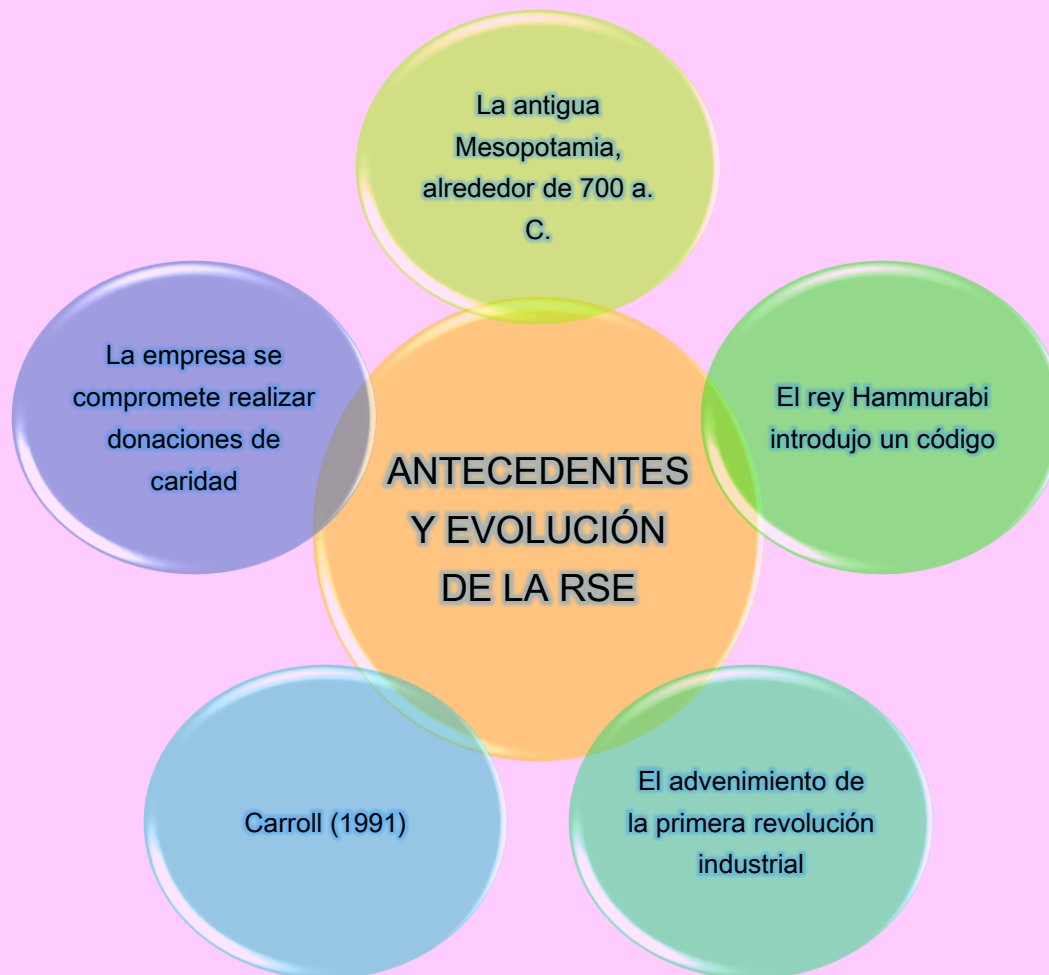 La antigua
Mesopotamia,
alrededor de 700 a.
C.
El rey Hammurabi
introdujo un código
El advenimiento de
la primera revolución
industrial
Carroll (1991)
La empresa se
compromete realizar
donaciones de
caridad
ANTECEDENTES
Y EVOLUCIÓN
DE LA RSE